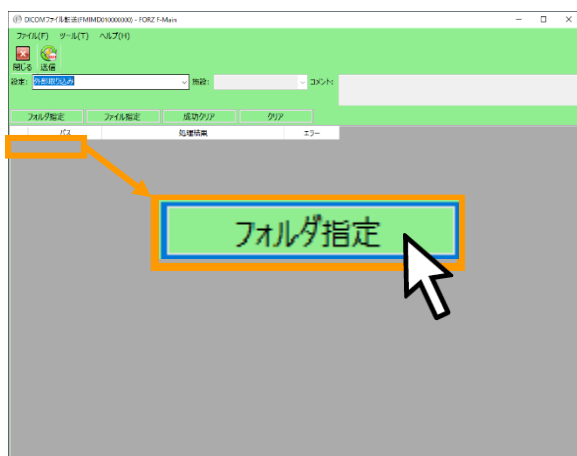 DICOMファイル転送(FMIMD010000000) - FORZ F-Main
ファイル(F) ツール(T) ヘルプ(H)
閉じる 送信
設定: 外部取り込み 施設: コメント:
フォルダ指定 ファイル指定 成功クリア クリア
パス 処理結果 エラー
フォルダ指定